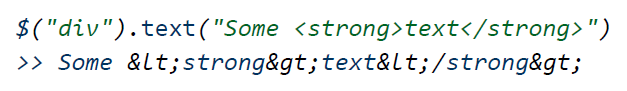 $("div").text("Some <strong>text</strong>")
>> Some &lt;strong&gt;text&lt;/strong&gt;